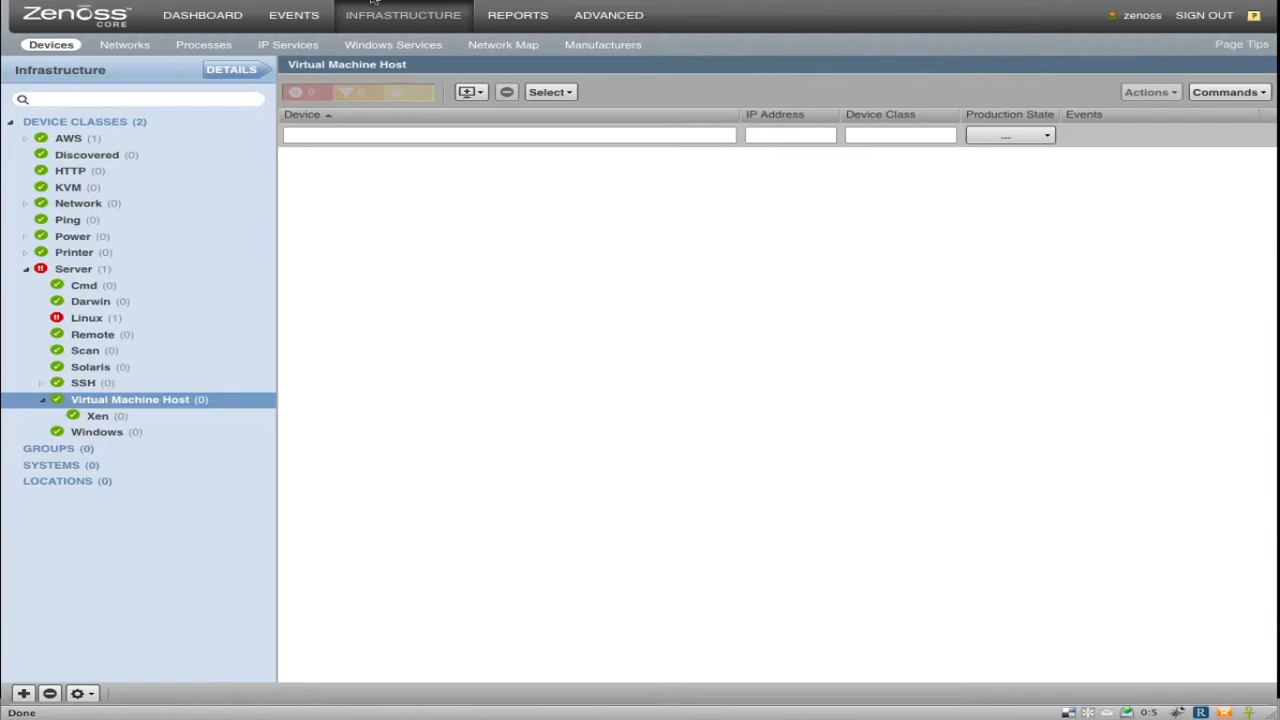 Zenoss CORE
DASHBOARD EVENTS INFRASTRUCTURE REPORTS ADVANCED
zenoss SIGN OUT ?
Devices Networks Processes IP Services Windows Services Network Map Manufacturers Page Tips
Infrastructure DETAILS
Virtual Machine Host
0
Select
Actions Commands
Device IP Address Device Class Production State Events
...
DEVICE CLASSES (2)
AWS (1)
Discovered (0)
HTTP (0)
KVM (0)
Network (0)
Ping (0)
Power (0)
Printer (0)
Server (1)
Cmd (0)
Darwin (0)
Linux (1)
Remote (0)
Scan (0)
Solaris (0)
SSH (0)
Virtual Machine Host (0)
Xen (0)
Windows (0)
GROUPS (0)
SYSTEMS (0)
LOCATIONS (0)
Done 0:5 R